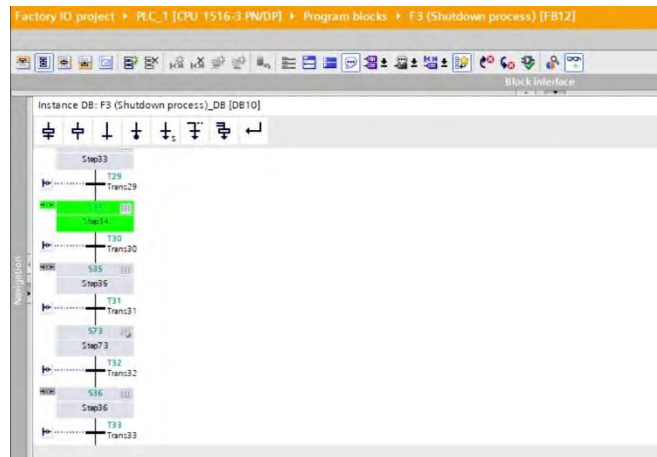 Factory IO project ▸ PLC_1 [CPU 1516-3 PN/DP] ▸ Program blocks ▸ F3 (Shutdown process) [FB12]
Block interface
Instance DB: F3 (Shutdown process)_DB [DB10]
Step33
T29
Trans29
Step34
T30
Trans30
S35
Step35
T31
Trans31
S73
Step73
T32
Trans32
S36
Step36
T33
Trans33
Navigation